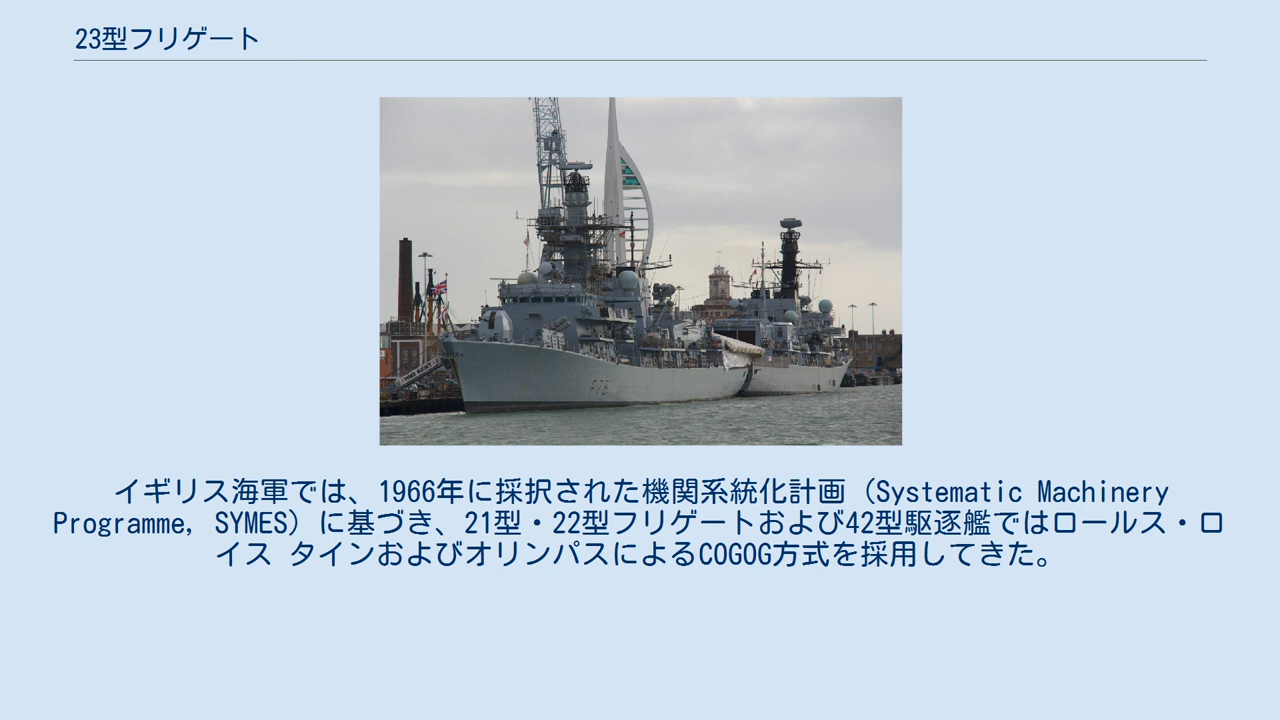 23型フリゲート
F78
イギリス海軍では、1966年に採択された機関系統化計画（Systematic Machinery
Programme, SYMES）に基づき、21型・22型フリゲートおよび42型駆逐艦ではロールス・ロ
イス タインおよびオリンパスによるCOGOG方式を採用してきた。